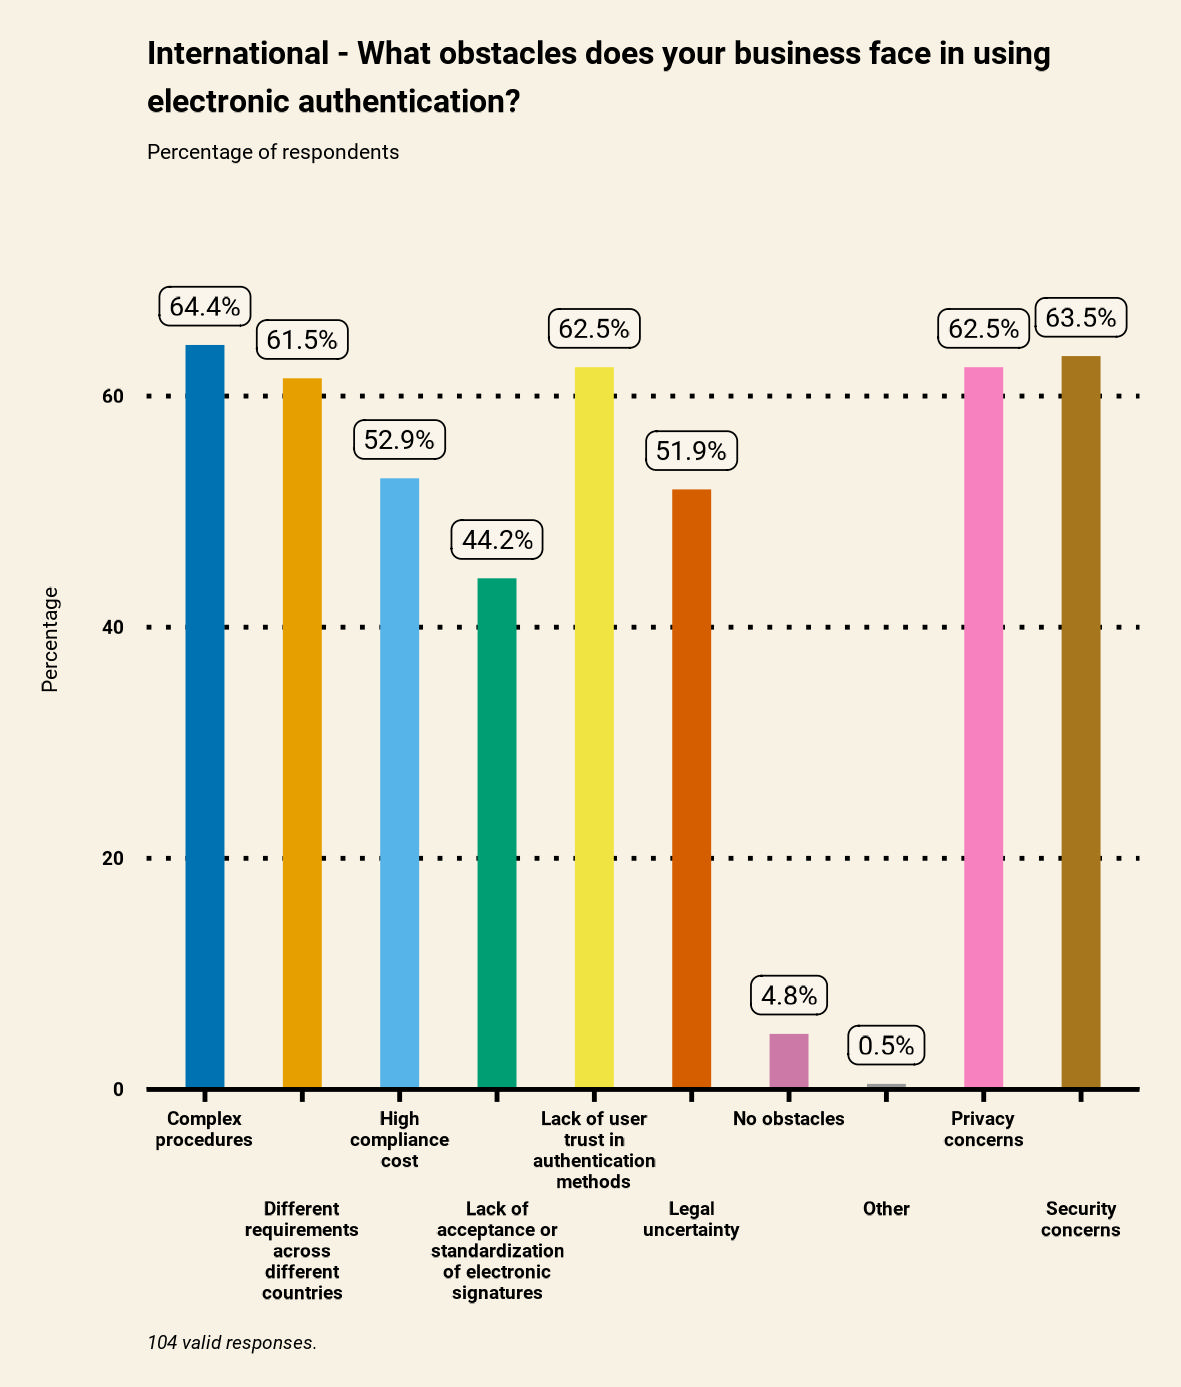 International - What obstacles does your business face in using
electronic authentication?
Percentage of respondents
64.4%
61.5%
52.9%
44.2%
62.5%
51.9%
4.8%
0.5%
62.5%
63.5%
Percentage
60
40
20
0
Complex
procedures
Different
requirements
across
different
countries
High
compliance
cost
Lack of
acceptance or
standardization
of electronic
signatures
Lack of user
trust in
authentication
methods
Legal
uncertainty
No obstacles
Other
Privacy
concerns
Security
concerns
104 valid responses.